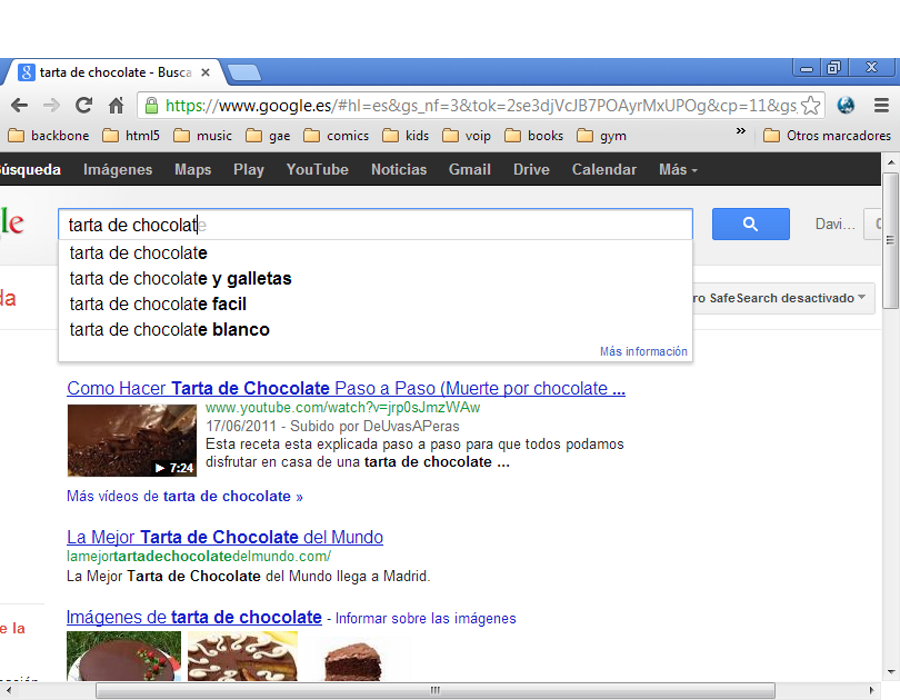 tarta de chocolate - Busca
https://www.google.es/#hl=es&gs_nf=3&tok=2se3djVcJB7POAyrMxUPOg&cp=11&gs
backbone html5 music gae comics kids voip books gym » Otros marcadores
Búsqueda Imágenes Maps Play YouTube Noticias Gmail Drive Calendar Más
tarta de chocolate
Davi...
tarta de chocolate
tarta de chocolate y galletas
tarta de chocolate facil
SafeSearch desactivado
tarta de chocolate blanco
Más información
Como Hacer Tarta de Chocolate Paso a Paso (Muerte por chocolate ...
www.youtube.com/watch?v=jrp0sJmzWAw
17/06/2011 - Subido por DeUvasAPeras
Esta receta esta explicada paso a paso para que todos podamos
disfrutar en casa de una tarta de chocolate ...
7:24
Más vídeos de tarta de chocolate »
La Mejor Tarta de Chocolate del Mundo
lamejortartadechocolatedelmundo.com/
La Mejor Tarta de Chocolate del Mundo llega a Madrid.
Imágenes de tarta de chocolate - Informar sobre las imágenes
e la